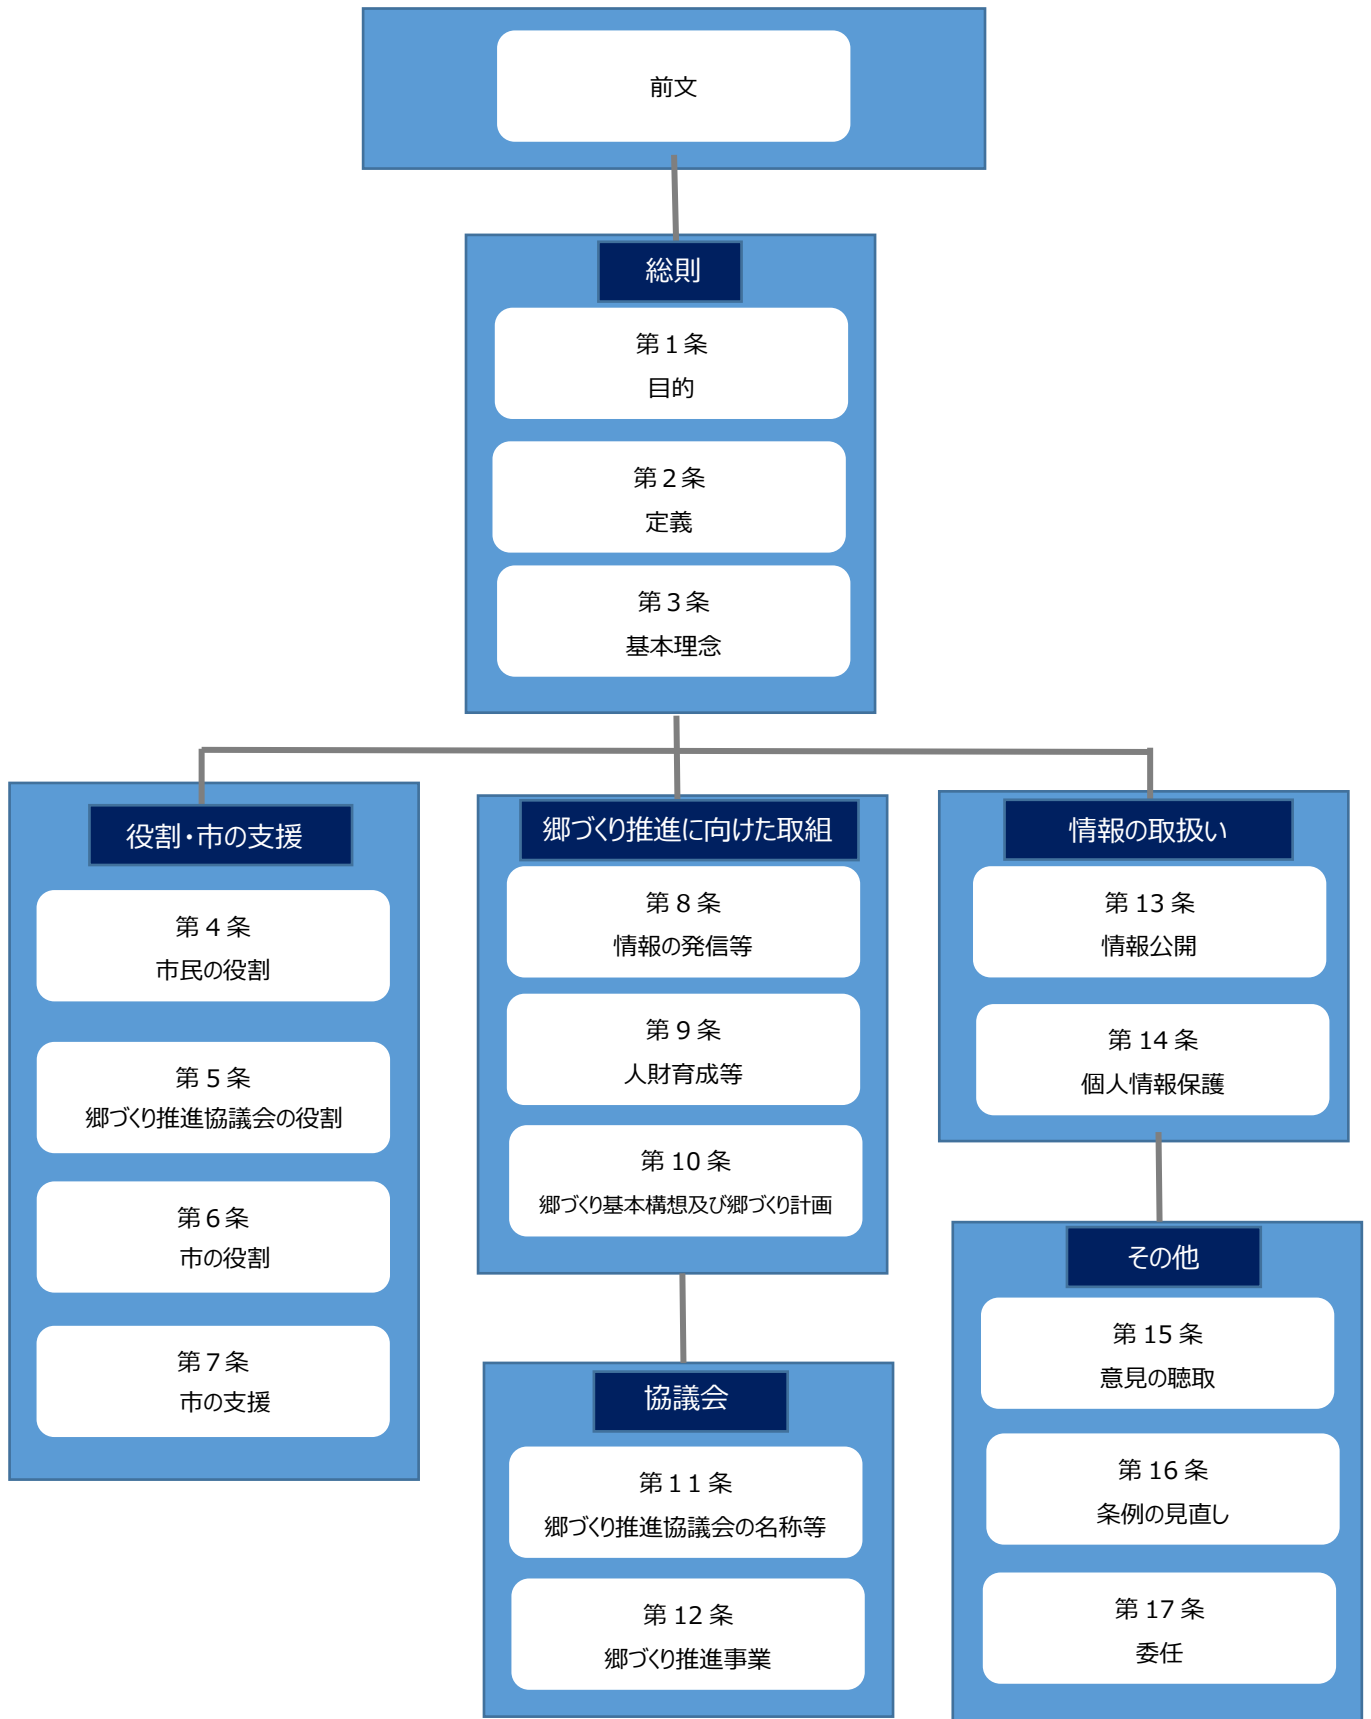 前文
総則
第１条
目的
第２条
定義
第３条
基本理念
役割・市の支援
第４条
市民の役割
第５条
郷づくり推進協議会の役割
第６条
市の役割
第７条
市の支援
郷づくり推進に向けた取組
第８条
情報の発信等
第９条
人財育成等
第 10 条
郷づくり基本構想及び郷づくり計画
協議会
第１１条
郷づくり推進協議会の名称等
第 12 条
郷づくり推進事業
情報の取扱い
第 13 条
情報公開
第 14 条
個人情報保護
その他
第 15 条
意見の聴取
第 16 条
条例の見直し
第 17 条
委任